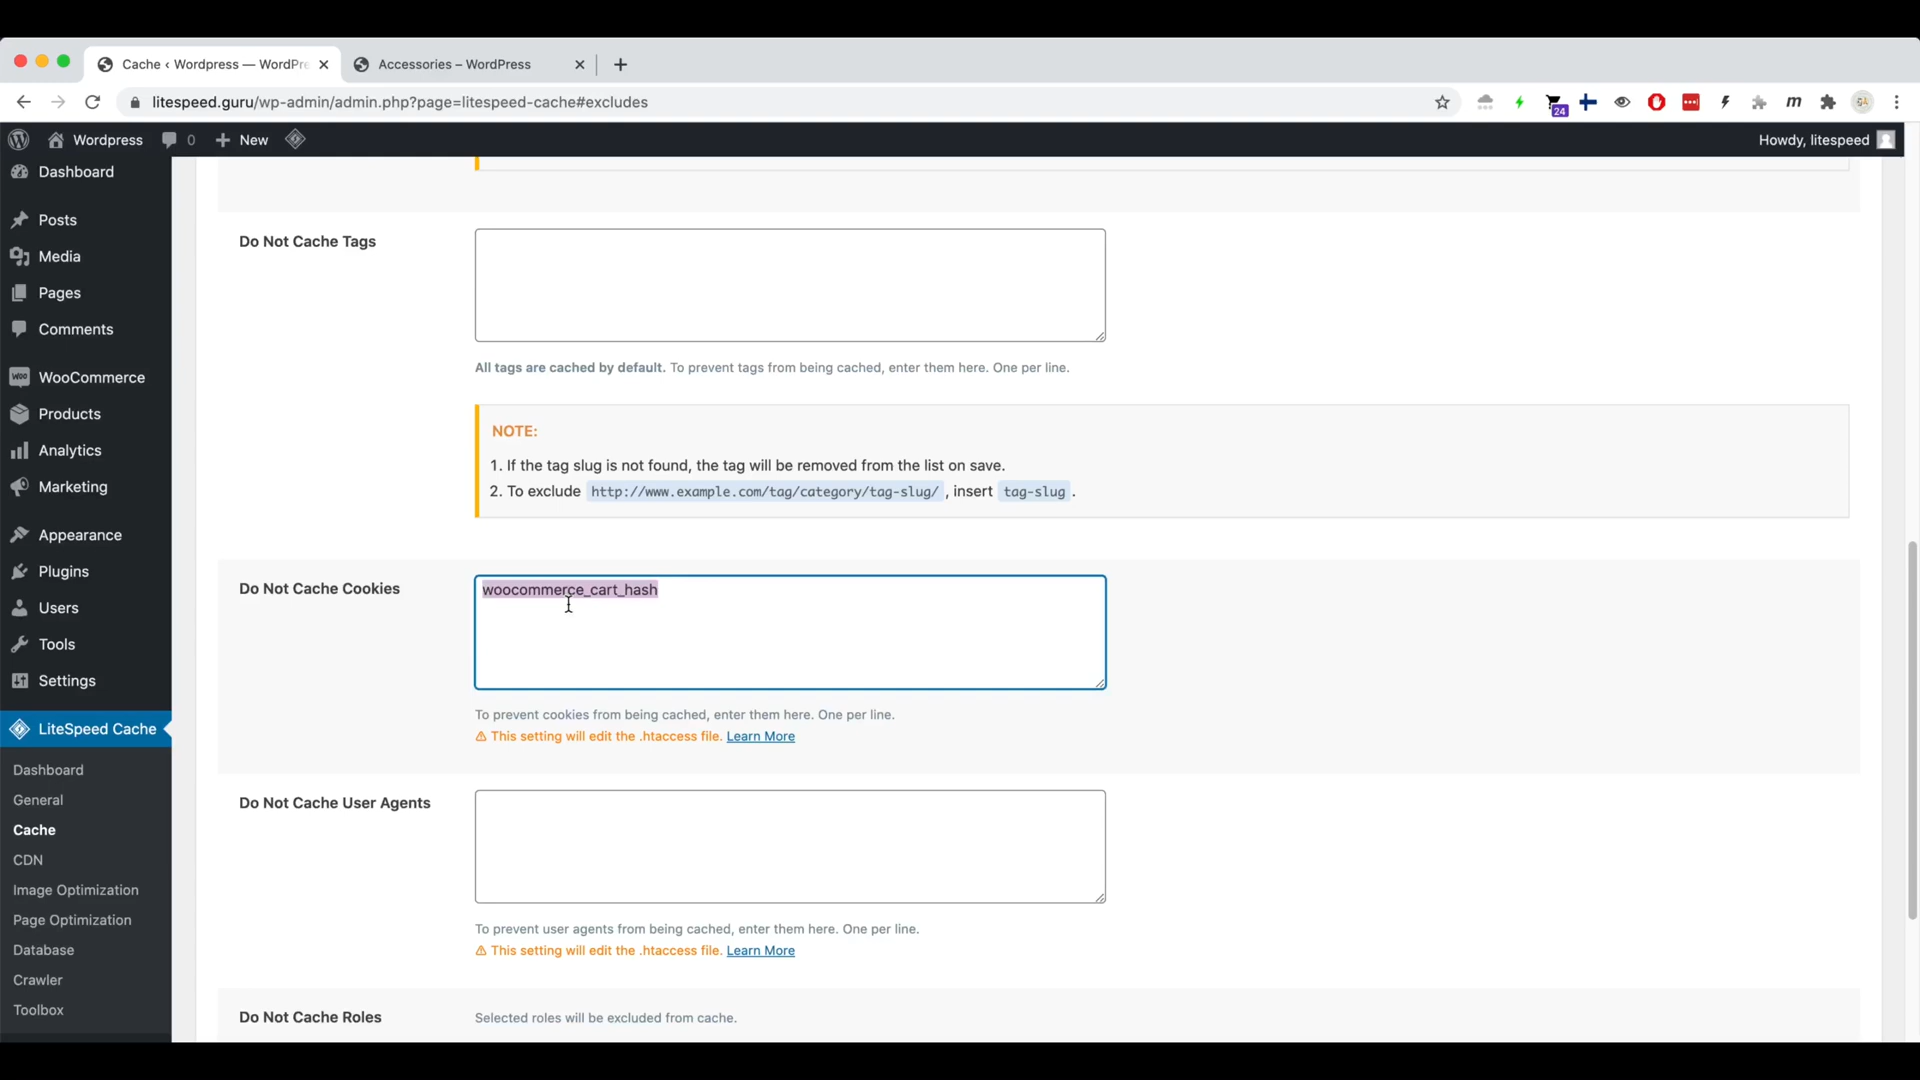 Cache ‹ Wordpress — WordPre
Accessories – WordPress
litespeed.guru/wp-admin/admin.php?page=litespeed-cache#excludes
24
m
Wordpress
0
New
Howdy, litespeed
Dashboard
Posts
Media
Pages
Comments
WooCommerce
Products
Analytics
Marketing
Appearance
Plugins
Users
Tools
Settings
LiteSpeed Cache
Dashboard
General
Cache
CDN
Image Optimization
Page Optimization
Database
Crawler
Toolbox
Do Not Cache Tags
All tags are cached by default. To prevent tags from being cached, enter them here. One per line.
NOTE:
1. If the tag slug is not found, the tag will be removed from the list on save.
2. To exclude http://www.example.com/tag/category/tag-slug/ , insert tag-slug .
Do Not Cache Cookies
woocommerce_cart_hash
To prevent cookies from being cached, enter them here. One per line.
⚠ This setting will edit the .htaccess file. Learn More
Do Not Cache User Agents
To prevent user agents from being cached, enter them here. One per line.
⚠ This setting will edit the .htaccess file. Learn More
Do Not Cache Roles
Selected roles will be excluded from cache.